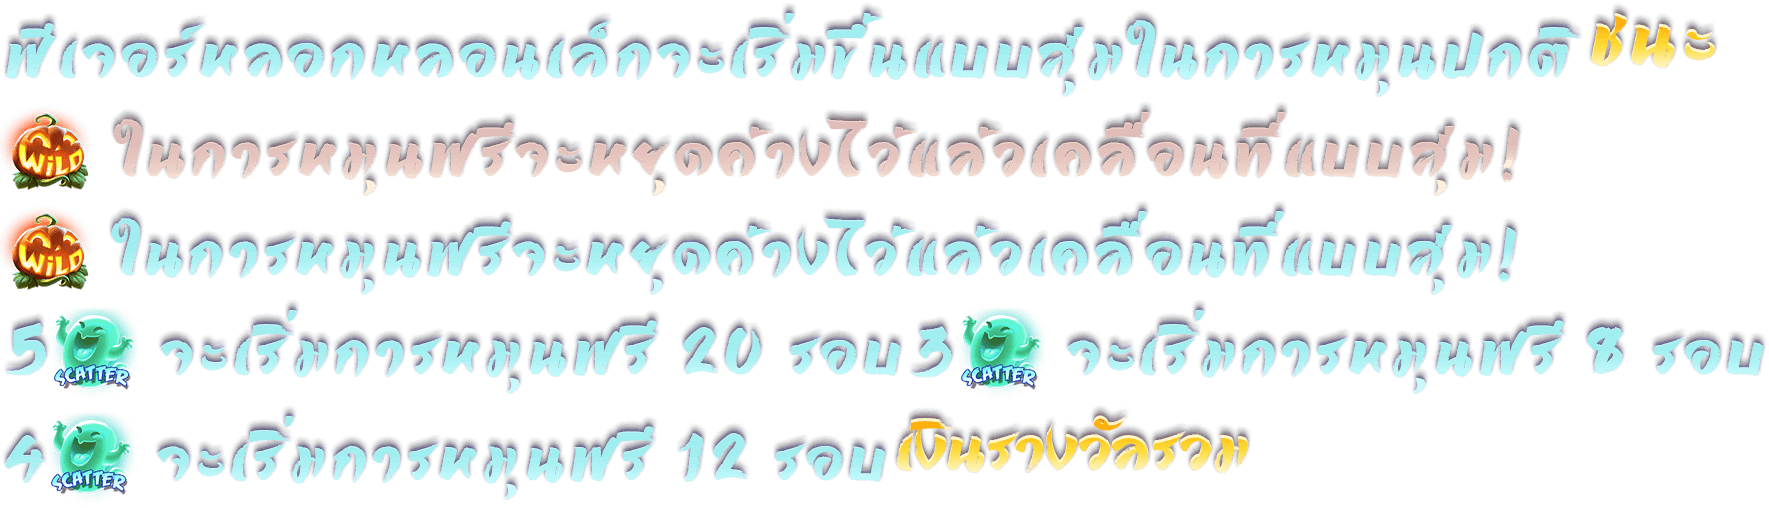 ฟีเจอร์หลอกหลอนเล็กจะเริ่มขึ้นแบบสุ่มในการหมุนปกติ ชนะ
WILD ในการหมุนฟรีจะหยุดค้างไว้แล้วเคลื่อนที่แบบสุ่ม!
WILD ในการหมุนฟรีจะหยุดค้างไว้แล้วเคลื่อนที่แบบสุ่ม!
5 SCATTER จะเริ่มการหมุนฟรี 20 รอบ 3 SCATTER จะเริ่มการหมุนฟรี 8 รอบ
4 SCATTER จะเริ่มการหมุนฟรี 12 รอบ เงินรางวัลรวม